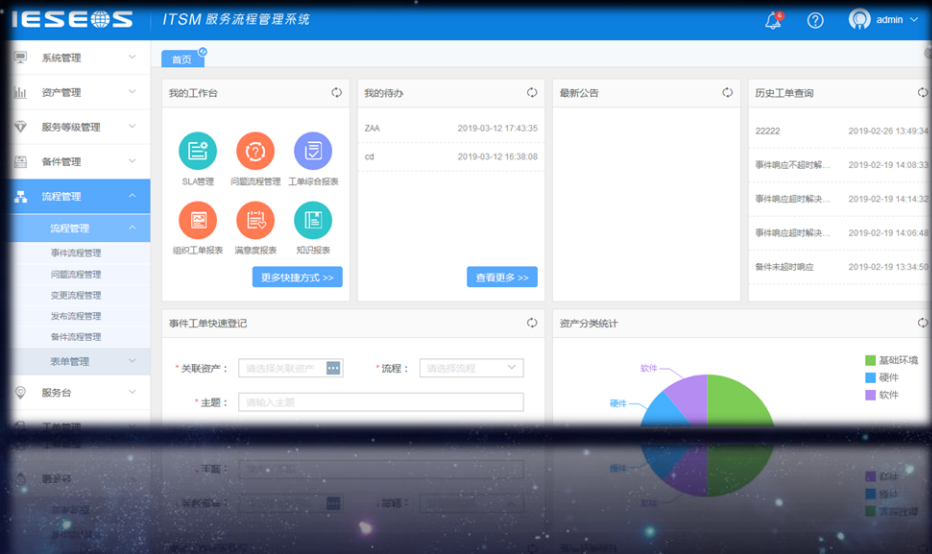 IESEOS
ITSM 服务流程管理系统
6
admin
系统管理
资产管理
服务等级管理
备件管理
流程管理
流程管理
事件流程管理
问题流程管理
变更流程管理
发布流程管理
备件流程管理
表单管理
服务台
工单管理
首页
我的工作台
SLA管理
问题流程管理
工单综合报表
组织工单报表
满意度报表
知识报表
更多快捷方式 >>
我的待办
ZAA 2019-03-12 17:43:35
cd 2019-03-12 16:38:08
查看更多 >>
最新公告
历史工单查询
22222 2019-02-26 13:49:34
事件响应不超时解... 2019-02-19 14:08:33
事件响应超时解决... 2019-02-19 14:14:32
事件响应超时解决... 2019-02-19 14:06:48
备件未超时响应 2019-02-19 13:34:50
事件工单快速登记
* 关联资产： 请选择关联资产
* 流程： 请选择流程
* 主题： 请输入主题
资产分类统计
软件
硬件
基础环境
硬件
软件